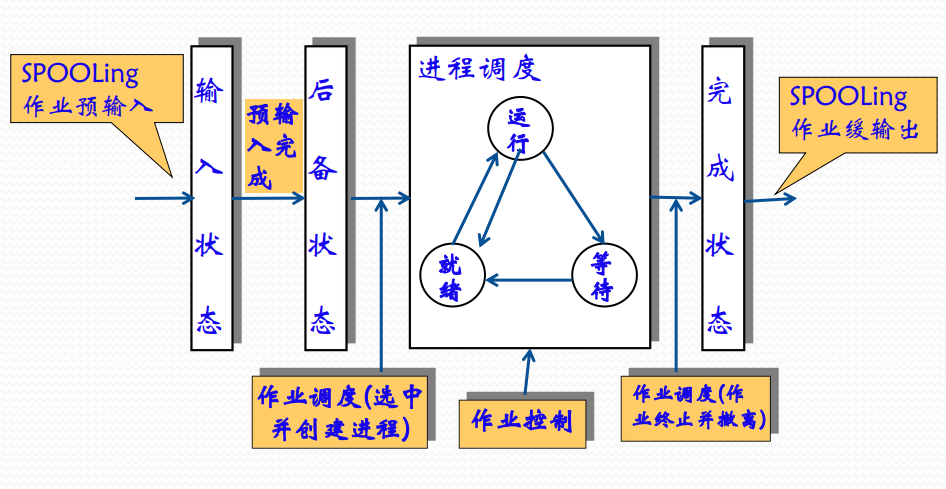 SPOOLing
作业预输入
输入状态
预输
入完
成
后备状态
进程调度
运
行
就
绪
等
待
完成状态
SPOOLing
作业缓输出
作业调度(选中
并创建进程)
作业控制
作业调度(作
业终止并撤离)